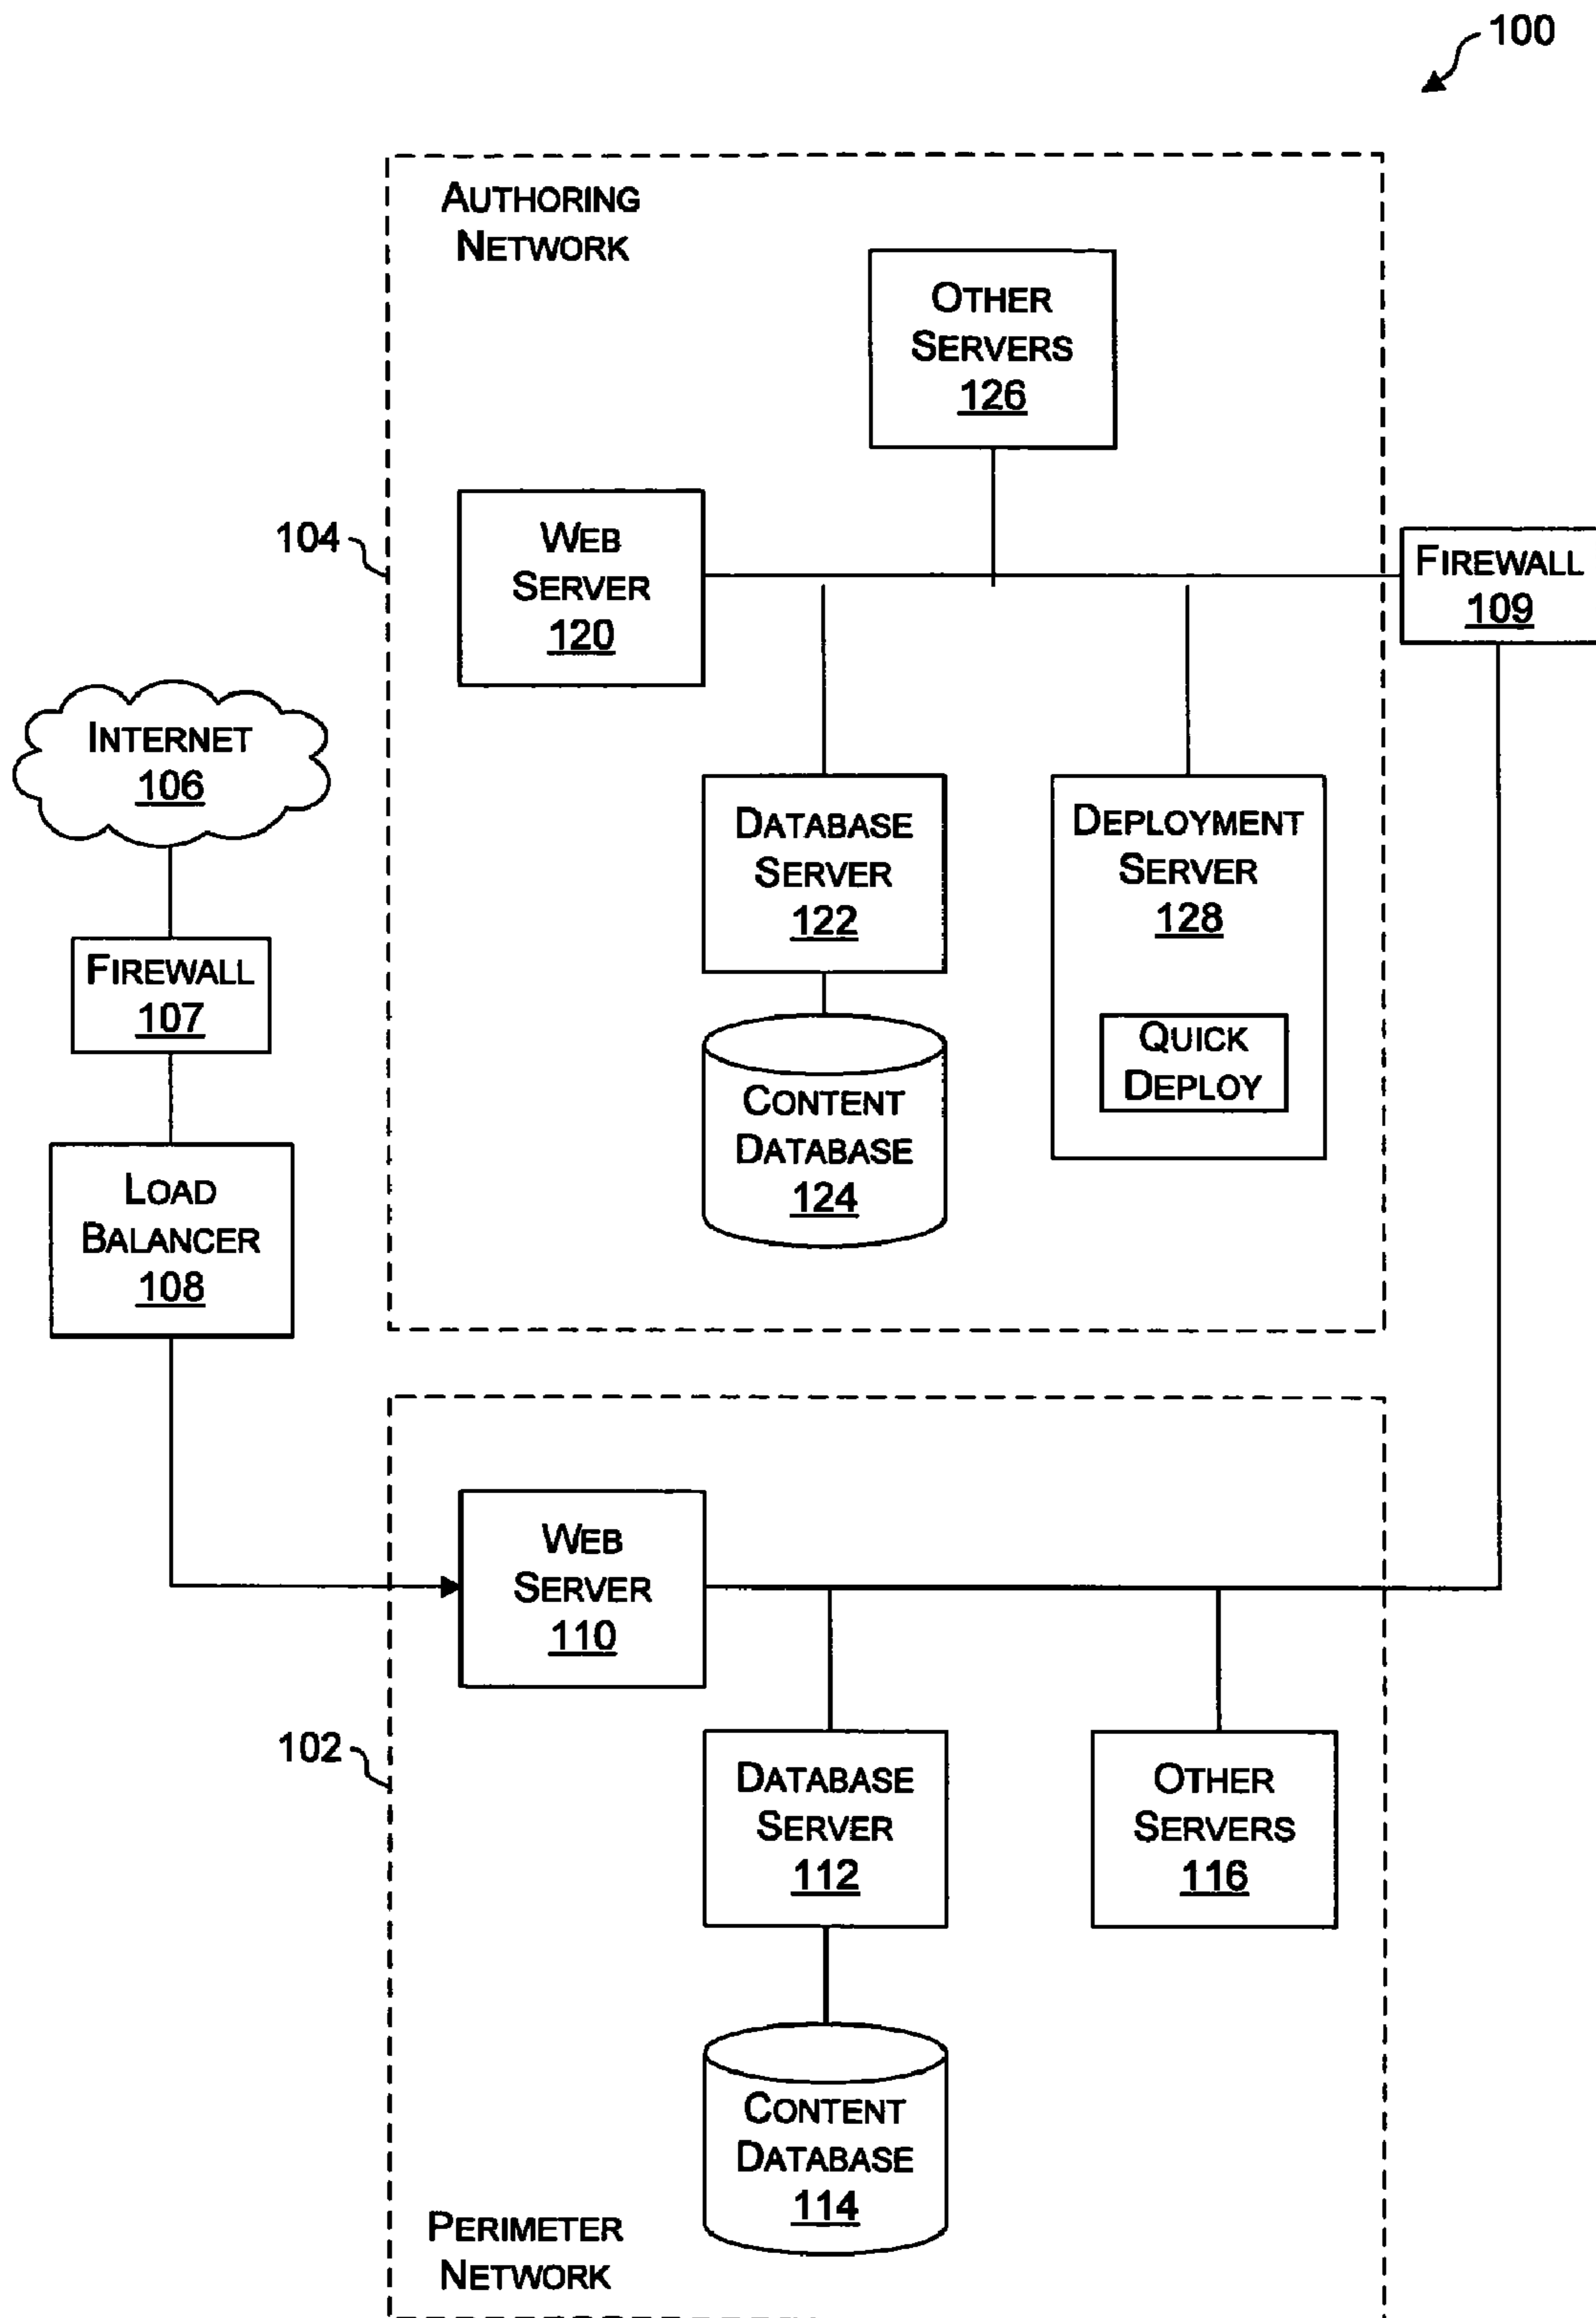 100
AUTHORING
NETWORK
OTHER
SERVERS
126
104
WEB
SERVER
120
FIREWALL
109
INTERNET
106
DATABASE
SERVER
122
DEPLOYMENT
SERVER
128
FIREWALL
107
QUICK
DEPLOY
CONTENT
DATABASE
124
LOAD
BALANCER
108
WEB
SERVER
110
102
DATABASE
SERVER
112
OTHER
SERVERS
116
CONTENT
DATABASE
114
PERIMETER
NETWORK